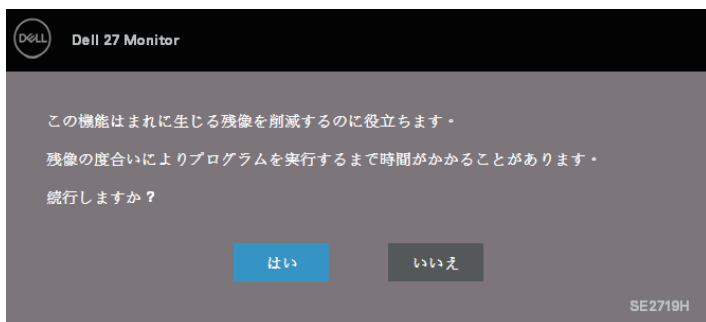 DELL
Dell 27 Monitor
この機能はまれに生じる残像を削減するのに役立ちます。
残像の度合いによりプログラムを実行するまで時間がかかることがあります。
続行しますか？
はい
いいえ
SE2719H